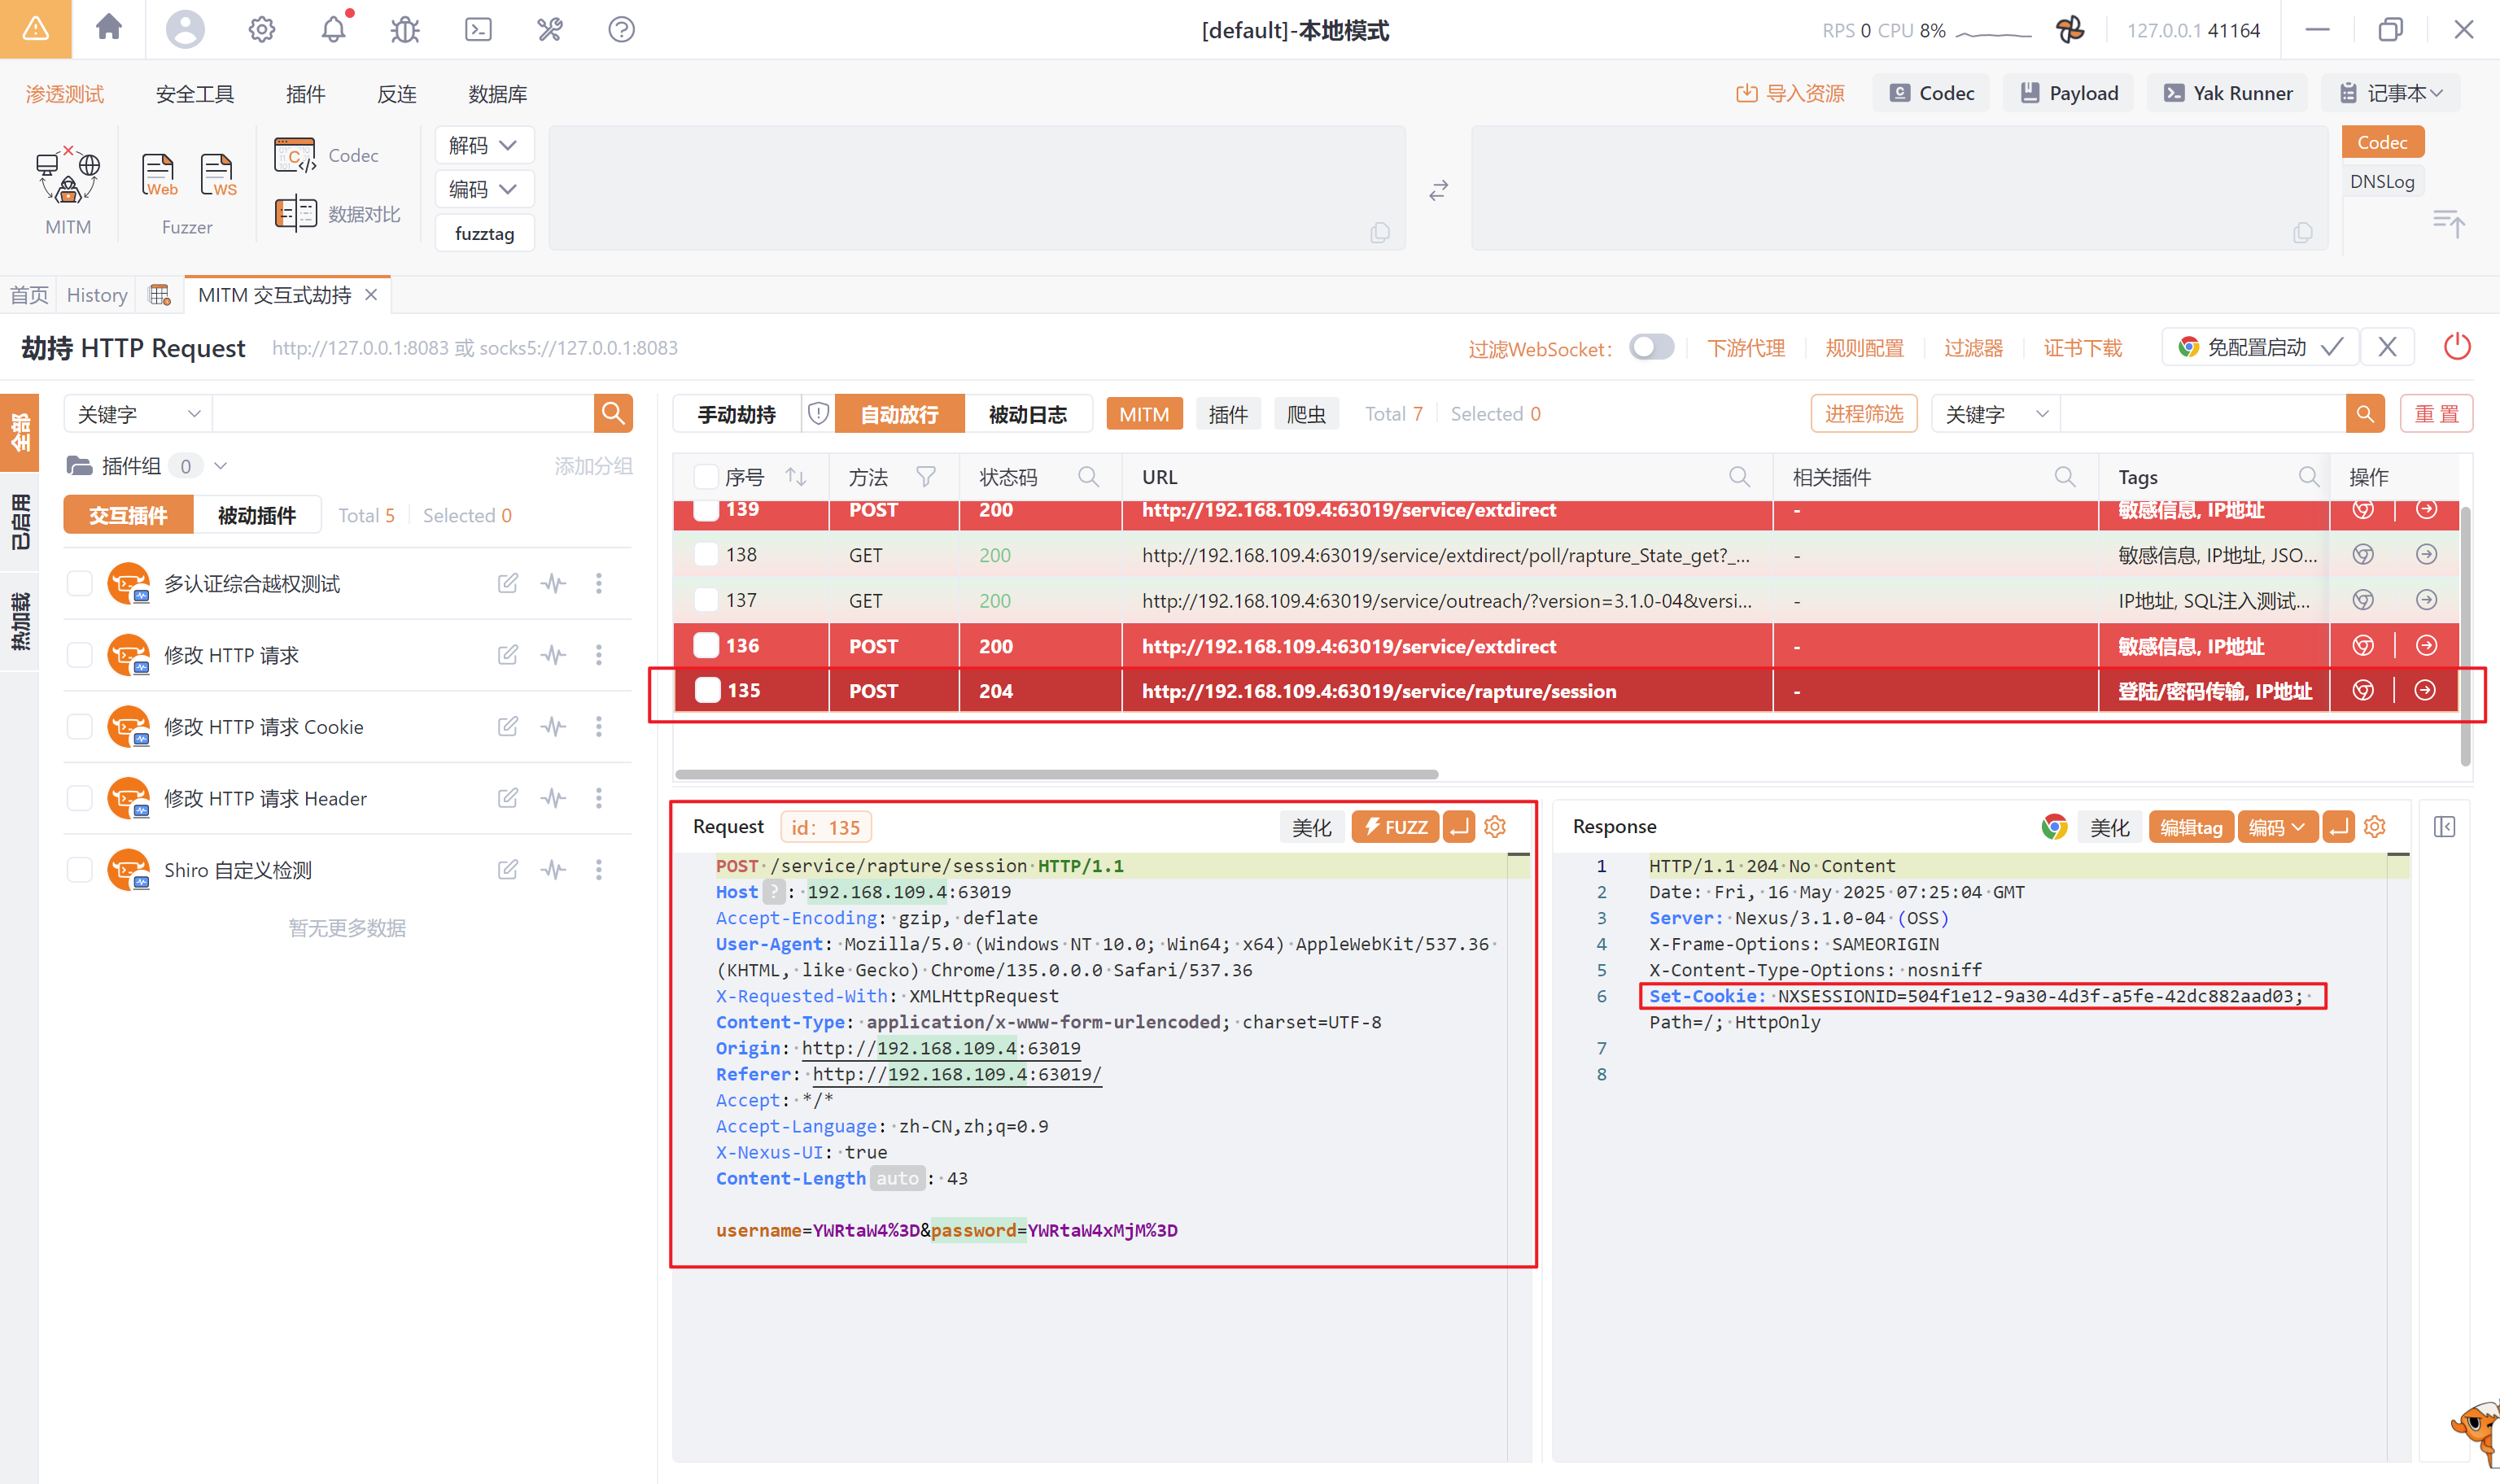 [default]-本地模式
RPS 0 CPU 8%
127.0.0.1 41164
渗透测试 安全工具 插件 反连 数据库
导入资源 Codec Payload Yak Runner 记事本
MITM
Web WS
Fuzzer
Codec
数据对比
解码
编码
fuzztag
Codec
DNSLog
首页 History MITM 交互式劫持
劫持 HTTP Request http://127.0.0.1:8083 或 socks5://127.0.0.1:8083
过滤WebSocket: 下游代理 规则配置 过滤器 证书下载 免配置启动
全部
已启用
热加载
关键字
插件组 0 添加分组
交互插件 被动插件 Total 5 Selected 0
多认证综合越权测试
修改 HTTP 请求
修改 HTTP 请求 Cookie
修改 HTTP 请求 Header
Shiro 自定义检测
暂无更多数据
手动劫持 自动放行 被动日志 MITM 插件 爬虫 Total 7 Selected 0
进程筛选 关键字 重 置
序号 方法 状态码 URL 相关插件 Tags 操作
139 POST 200 http://192.168.109.4:63019/service/extdirect - 敏感信息, IP地址
138 GET 200 http://192.168.109.4:63019/service/extdirect/poll/rapture_State_get?_... - 敏感信息, IP地址, JSO...
137 GET 200 http://192.168.109.4:63019/service/outreach/?version=3.1.0-04&versi... - IP地址, SQL注入测试...
136 POST 200 http://192.168.109.4:63019/service/extdirect - 敏感信息, IP地址
135 POST 204 http://192.168.109.4:63019/service/rapture/session - 登陆/密码传输, IP地址
Request id: 135 美化 FUZZ
POST /service/rapture/session HTTP/1.1
Host ? : 192.168.109.4:63019
Accept-Encoding: gzip, deflate
User-Agent: Mozilla/5.0 (Windows NT 10.0; Win64; x64) AppleWebKit/537.36
(KHTML, like Gecko) Chrome/135.0.0.0 Safari/537.36
X-Requested-With: XMLHttpRequest
Content-Type: application/x-www-form-urlencoded; charset=UTF-8
Origin: http://192.168.109.4:63019
Referer: http://192.168.109.4:63019/
Accept: */*
Accept-Language: zh-CN,zh;q=0.9
X-Nexus-UI: true
Content-Length auto : 43
username=YWRtaW4%3D&password=YWRtaW4xMjM%3D
Response 美化 编辑tag 编码
1 HTTP/1.1 204 No Content
2 Date: Fri, 16 May 2025 07:25:04 GMT
3 Server: Nexus/3.1.0-04 (OSS)
4 X-Frame-Options: SAMEORIGIN
5 X-Content-Type-Options: nosniff
6 Set-Cookie: NXSESSIONID=504f1e12-9a30-4d3f-a5fe-42dc882aad03;
Path=/; HttpOnly
7
8